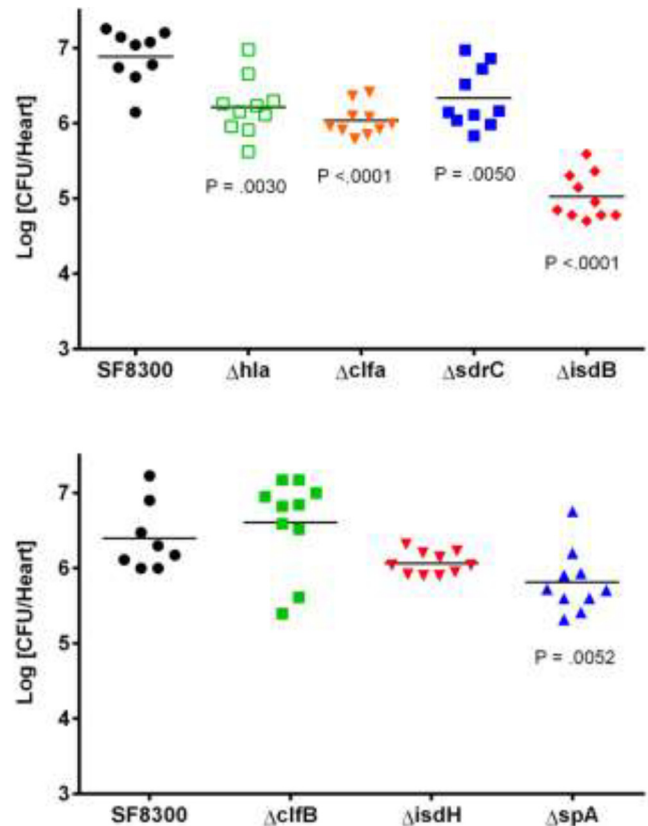 Log [CFU/Heart]
7
6
5
4
3
P = .0030
P <.0001
P = .0050
P <.0001
SF8300
Δhla
Δclfa
ΔsdrC
ΔisdB
Log [CFU/Heart]
7
6
5
4
3
P = .0052
SF8300
ΔclfB
ΔisdH
ΔspA